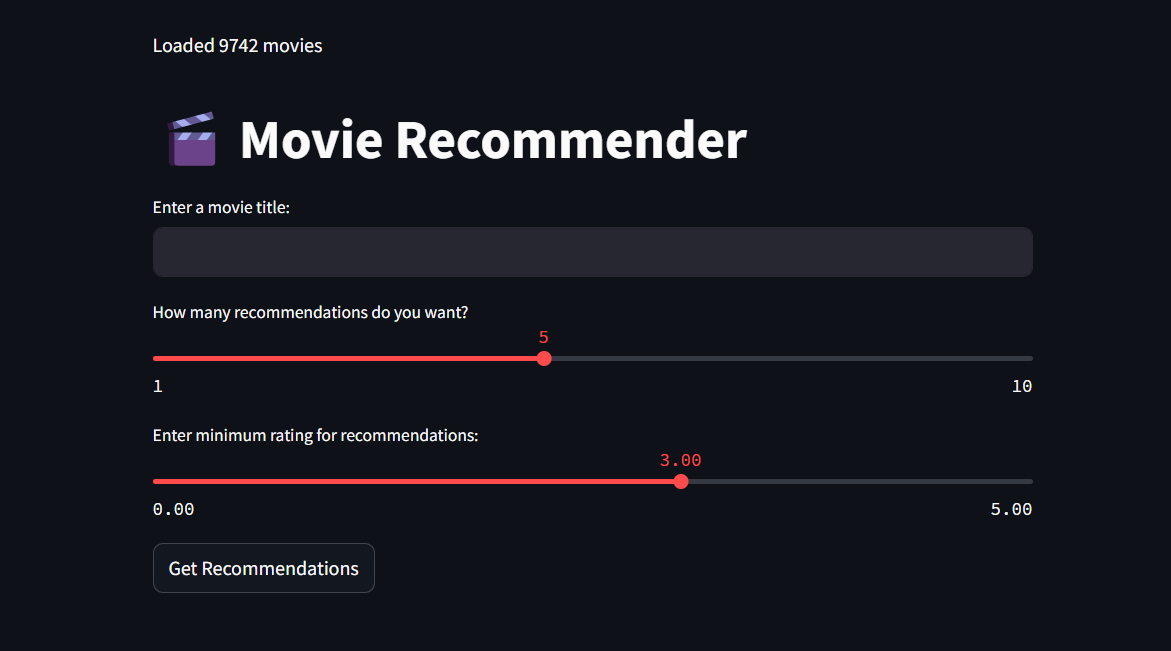 Loaded 9742 movies
Movie Recommender
Enter a movie title:
How many recommendations do you want?
5
1 10
Enter minimum rating for recommendations:
3.00
0.00 5.00
Get Recommendations